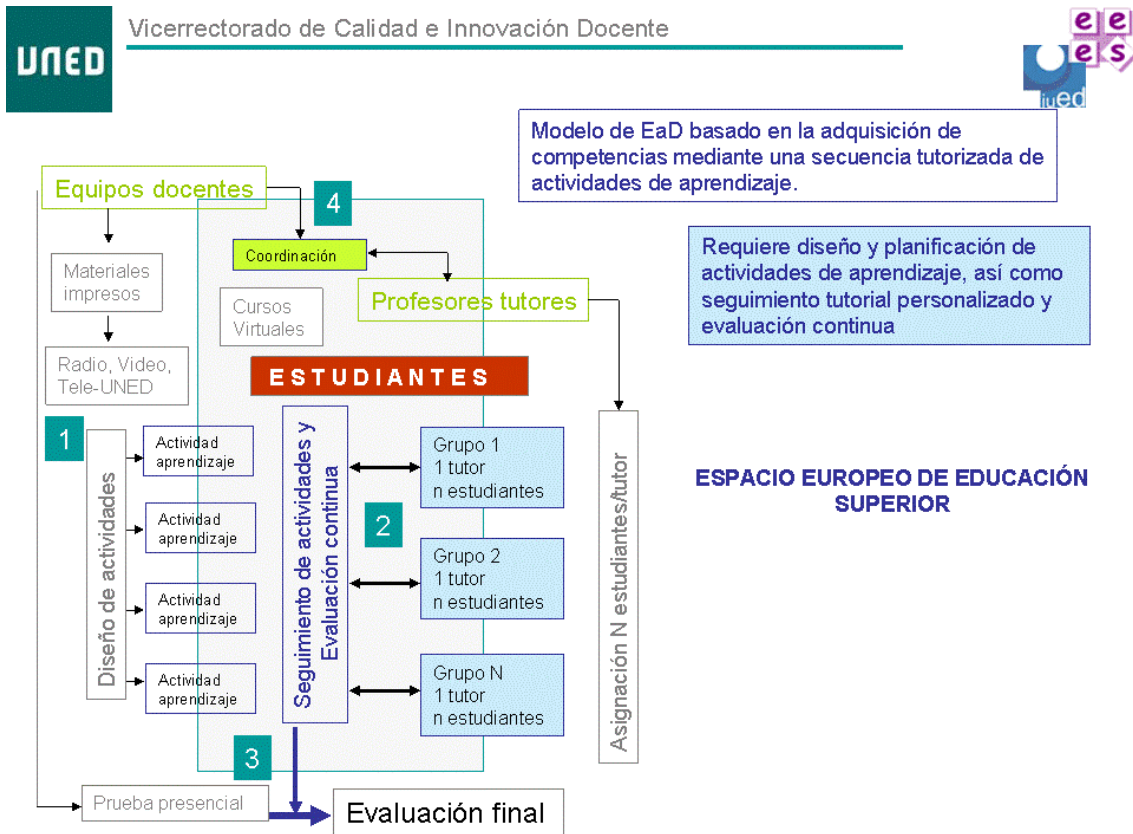 UNED
Vicerrectorado de Calidad e Innovación Docente
e e
e s
iued
Modelo de EaD basado en la adquisición de
competencias mediante una secuencia tutorizada de
actividades de aprendizaje.
Equipos docentes
4
Coordinación
Requiere diseño y planificación de
actividades de aprendizaje, así como
seguimiento tutorial personalizado y
evaluación continua
Materiales
impresos
Cursos
Virtuales
Profesores tutores
Radio, Video,
Tele-UNED
ESTUDIANTES
1
Diseño de actividades
Actividad
aprendizaje
Actividad
aprendizaje
Actividad
aprendizaje
Actividad
aprendizaje
Seguimiento de actividades y
Evaluación continua
2
Grupo 1
1 tutor
n estudiantes
Grupo 2
1 tutor
n estudiantes
Grupo N
1 tutor
n estudiantes
Asignación N estudiantes/tutor
ESPACIO EUROPEO DE EDUCACIÓN
SUPERIOR
3
Prueba presencial
Evaluación final